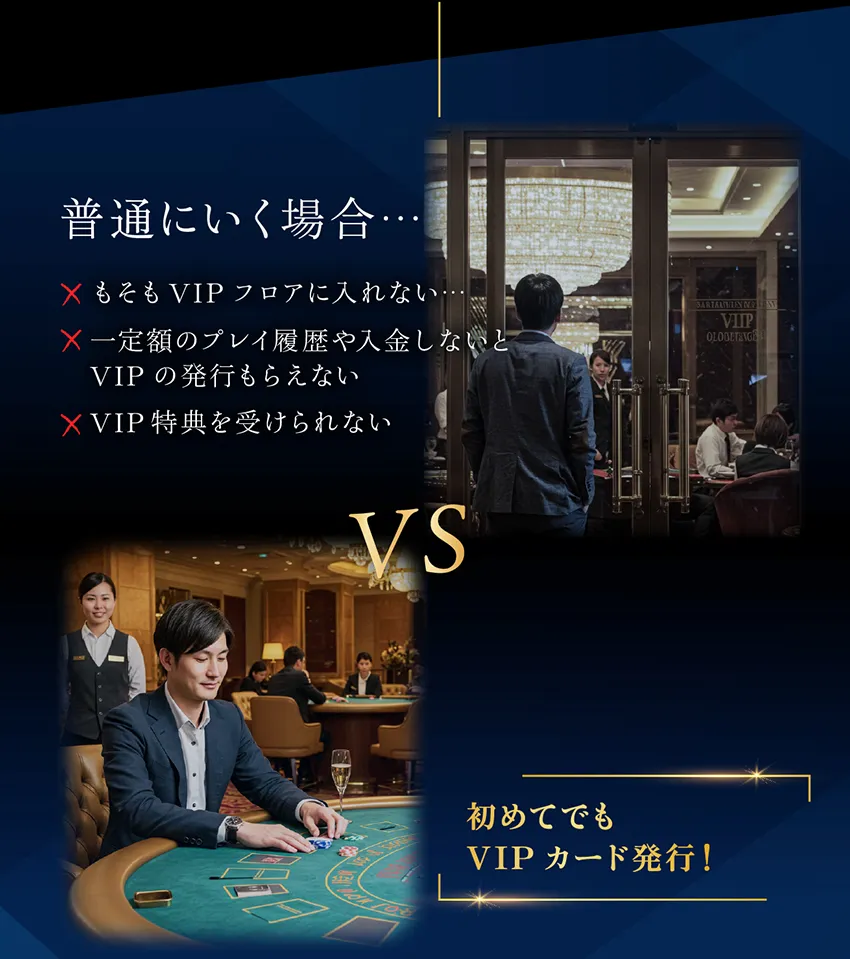 普通にいく場合…
もそもVIPフロアに入れない…
一定額のプレイ履歴や入金しないと
VIPの発行もらえない
VIP特典を受けられない
VIIP
VS
初めてでも
VIPカード発行！